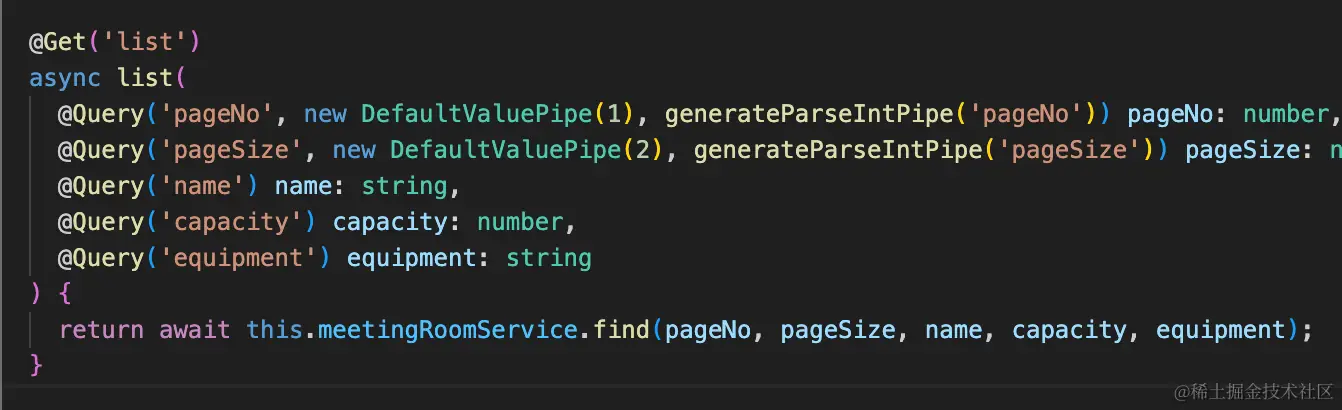 @Get('list')
async list(
@Query('pageNo', new DefaultValuePipe(1), generateParseIntPipe('pageNo')) pageNo: number,
@Query('pageSize', new DefaultValuePipe(2), generateParseIntPipe('pageSize')) pageSize: n
@Query('name') name: string,
@Query('capacity') capacity: number,
@Query('equipment') equipment: string
) {
return await this.meetingRoomService.find(pageNo, pageSize, name, capacity, equipment);
}
@稀土掘金技术社区